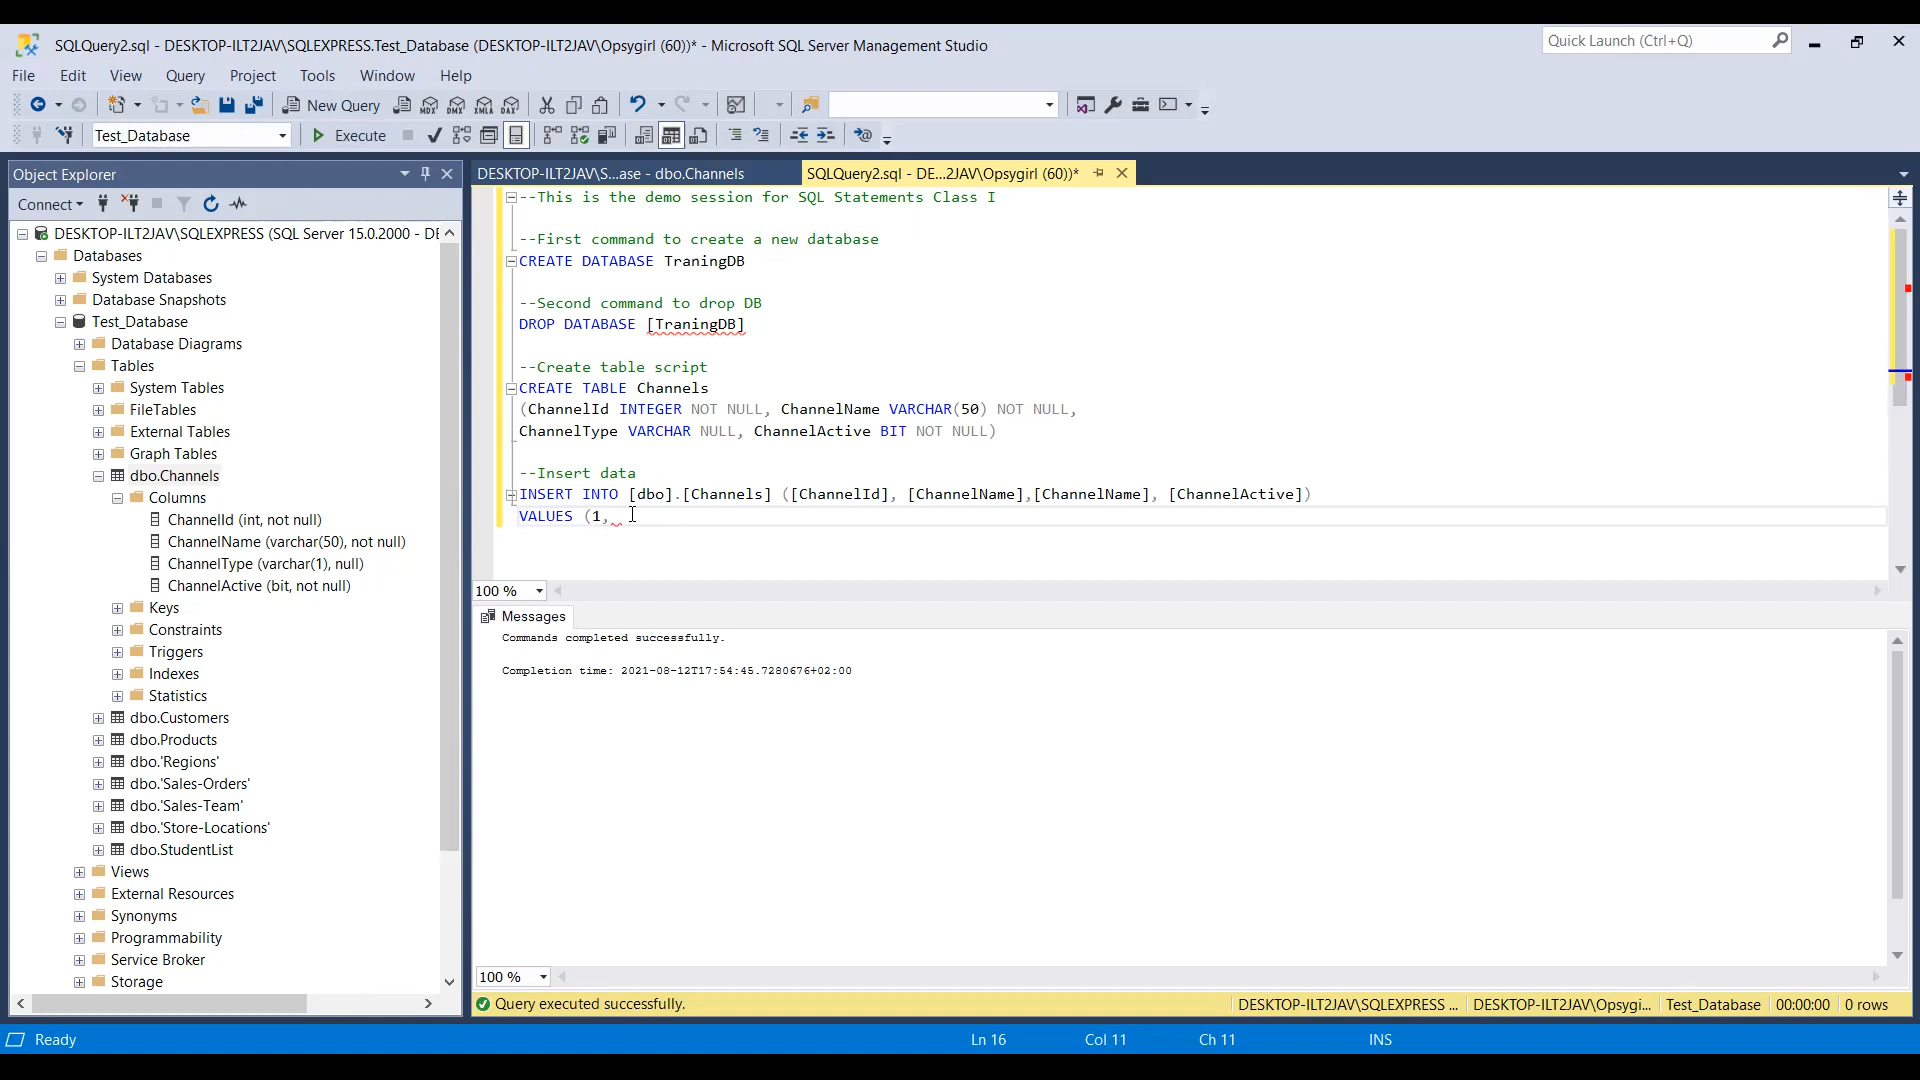 SQLQuery2.sql - DESKTOP-ILT2JAV\SQLEXPRESS.Test_Database (DESKTOP-ILT2JAV\Opsygirl (60))* - Microsoft SQL Server Management Studio
Quick Launch (Ctrl+Q)
File Edit View Query Project Tools Window Help
New Query MDX DMX XMLA DAX
Test_Database Execute
Object Explorer
DESKTOP-ILT2JAV\S...ase - dbo.Channels
SQLQuery2.sql - DE...2JAV\Opsygirl (60))*
Connect
DESKTOP-ILT2JAV\SQLEXPRESS (SQL Server 15.0.2000 - DE
Databases
System Databases
Database Snapshots
Test_Database
Database Diagrams
Tables
System Tables
FileTables
External Tables
Graph Tables
dbo.Channels
Columns
ChannelId (int, not null)
ChannelName (varchar(50), not null)
ChannelType (varchar(1), null)
ChannelActive (bit, not null)
Keys
Constraints
Triggers
Indexes
Statistics
dbo.Customers
dbo.Products
dbo.'Regions'
dbo.'Sales-Orders'
dbo.'Sales-Team'
dbo.'Store-Locations'
dbo.StudentList
Views
External Resources
Synonyms
Programmability
Service Broker
Storage
--This is the demo session for SQL Statements Class I
--First command to create a new database
CREATE DATABASE TraningDB
--Second command to drop DB
DROP DATABASE [TraningDB]
--Create table script
CREATE TABLE Channels
(ChannelId INTEGER NOT NULL, ChannelName VARCHAR(50) NOT NULL,
ChannelType VARCHAR NULL, ChannelActive BIT NOT NULL)
--Insert data
INSERT INTO [dbo].[Channels] ([ChannelId], [ChannelName],[ChannelName], [ChannelActive])
VALUES (1,
100 %
Messages
Commands completed successfully.
Completion time: 2021-08-12T17:54:45.7280676+02:00
100 %
Query executed successfully.
DESKTOP-ILT2JAV\SQLEXPRESS ... DESKTOP-ILT2JAV\Opsygi... Test_Database 00:00:00 0 rows
Ready Ln 16 Col 11 Ch 11 INS